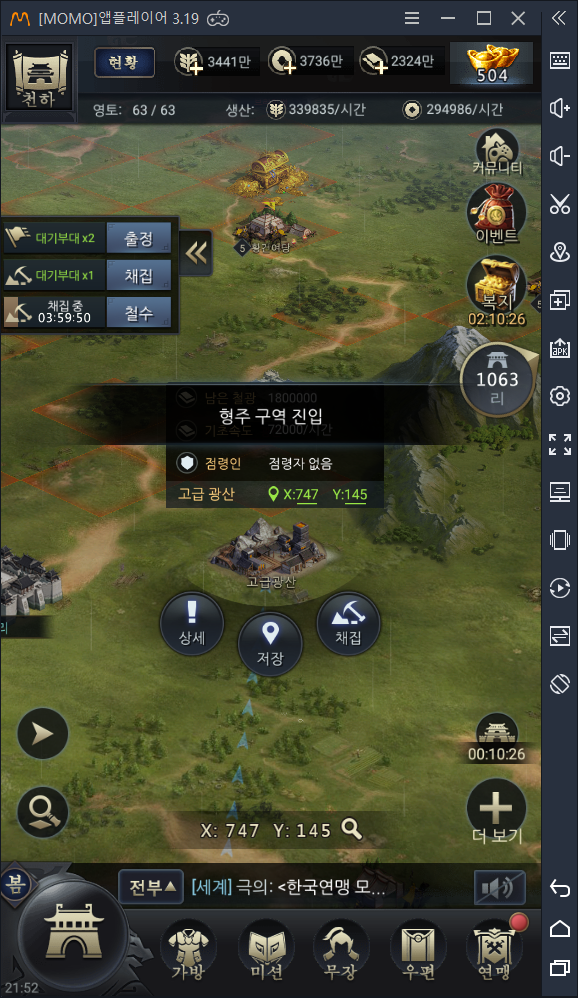 [MOMO]앱플레이어 3.19
천하
현황
3441만
3736만
2324만
504
영토: 63 / 63
생산:
339835/시간
294986/시간
커뮤니티
대기부대 x2
출정
이벤트
5
대기부대 x1
채집
채집 중
03:59:50
철수
복지
02:10:26
1063
리
남은 철광 1800000
형주 구역 진입
기초속도 72000/시간
점령인 점령자 없음
고급 광산 X:747 Y:145
고급광산
리
상세
저장
채집
00:10:26
X: 747 Y: 145
더 보기
봄
전부
[세계] 극의: <한국연맹 모...
가방
미션
무장
우편
연맹
21:52
APK